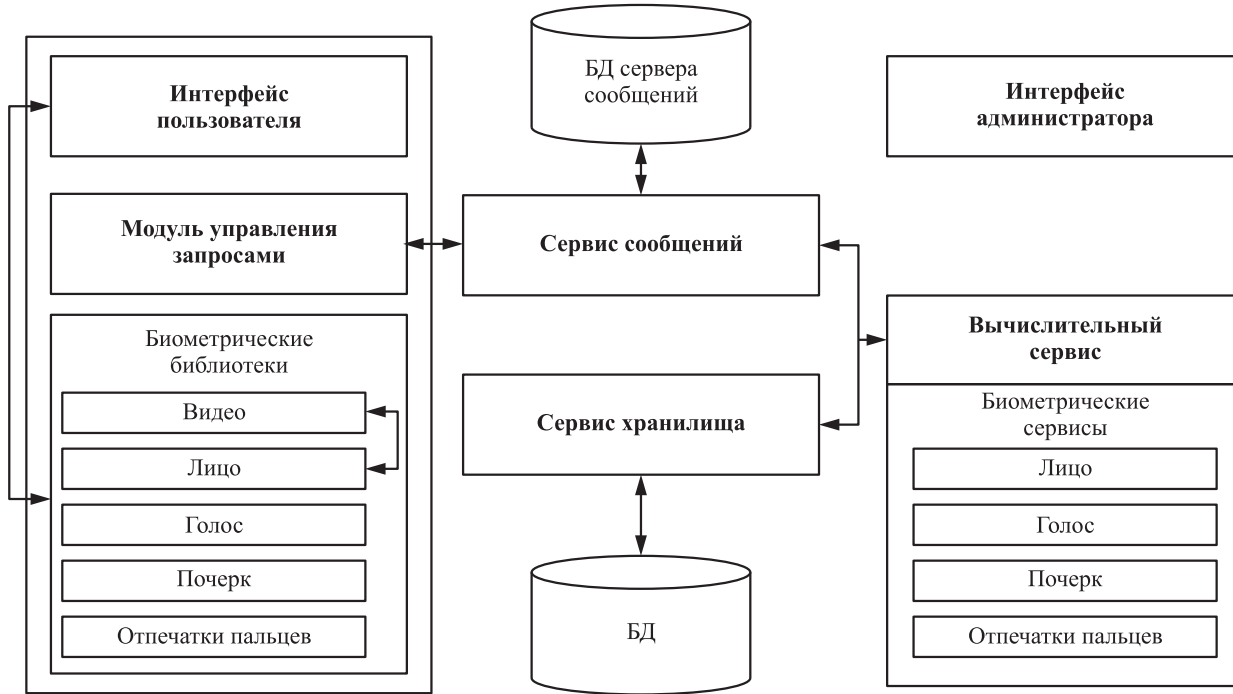 Интерфейс
пользователя
Модуль управления
запросами
Биометрические
библиотеки
Видео
Лицо
Голос
Почерк
Отпечатки пальцев
БД сервера
сообщений
Сервис сообщений
Сервис хранилища
БД
Интерфейс
администратора
Вычислительный
сервис
Биометрические
сервисы
Лицо
Голос
Почерк
Отпечатки пальцев